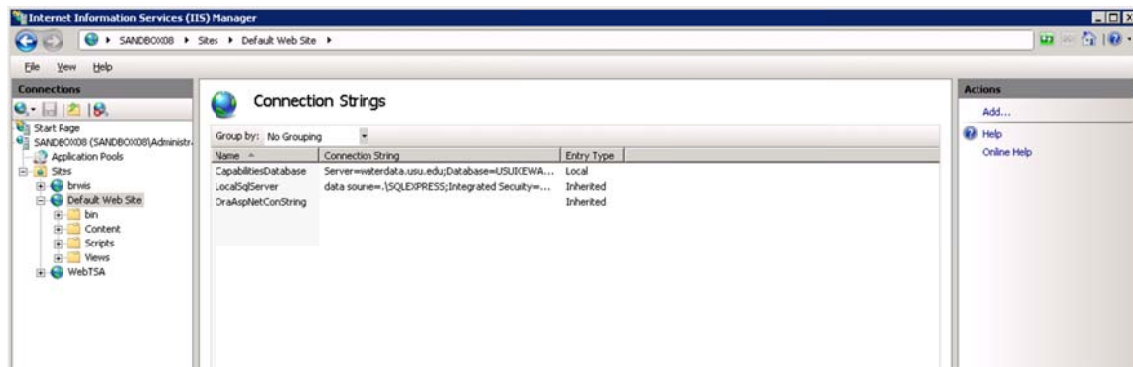 Internet Information Services (IIS) Manager
SANDBOX08 Sites Default Web Site
File View Help
Connections
Start Page
SANDBOX08 (SANDBOX08\Administr
Application Pools
Sites
brwis
Default Web Site
bin
Content
Scripts
Views
WebTSA
Connection Strings
Group by: No Grouping
Name Connection String Entry Type
CapabilitiesDatabase Server=waterdata.usu.edu;Database=USUICEWA... Local
LocalSqlServer data source=.\SQLEXPRESS;Integrated Security=... Inherited
OraAspNetConString Inherited
Actions
Add...
Help
Online Help